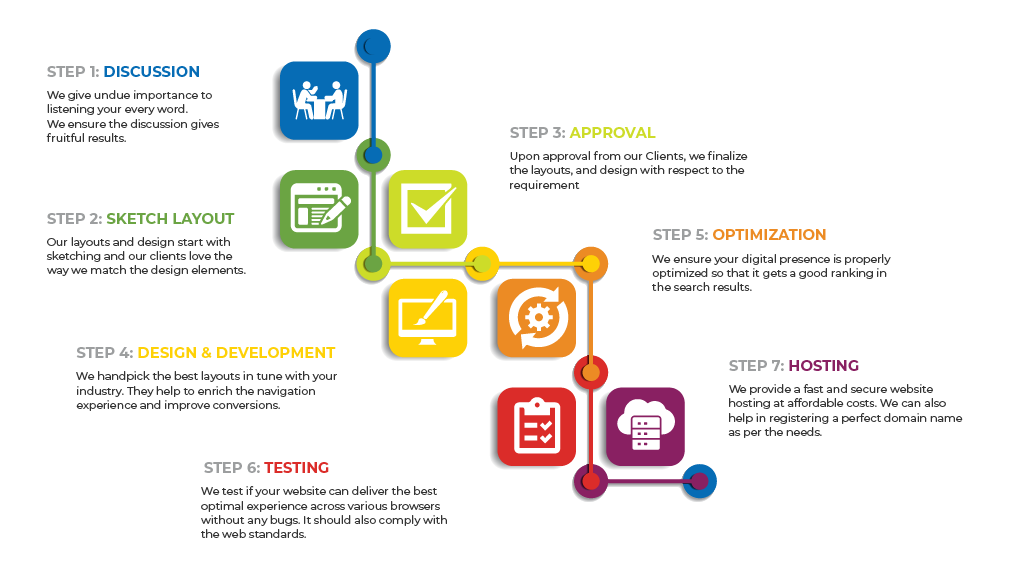 STEP 1: DISCUSSION
We give undue importance to
listening your every word.
We ensure the discussion gives
fruitful results.
STEP 2: SKETCH LAYOUT
Our layouts and design start with
sketching and our clients love the
way we match the design elements.
STEP 3: APPROVAL
Upon approval from our Clients, we finalize
the layouts, and design with respect to the
requirement
STEP 4: DESIGN & DEVELOPMENT
We handpick the best layouts in tune with your
industry. They help to enrich the navigation
experience and improve conversions.
STEP 5: OPTIMIZATION
We ensure your digital presence is properly
optimized so that it gets a good ranking in
the search results.
STEP 6: TESTING
We test if your website can deliver the best
optimal experience across various browsers
without any bugs. It should also comply with
the web standards.
STEP 7: HOSTING
We provide a fast and secure website
hosting at affordable costs. We can also
help in registering a perfect domain name
as per the needs.